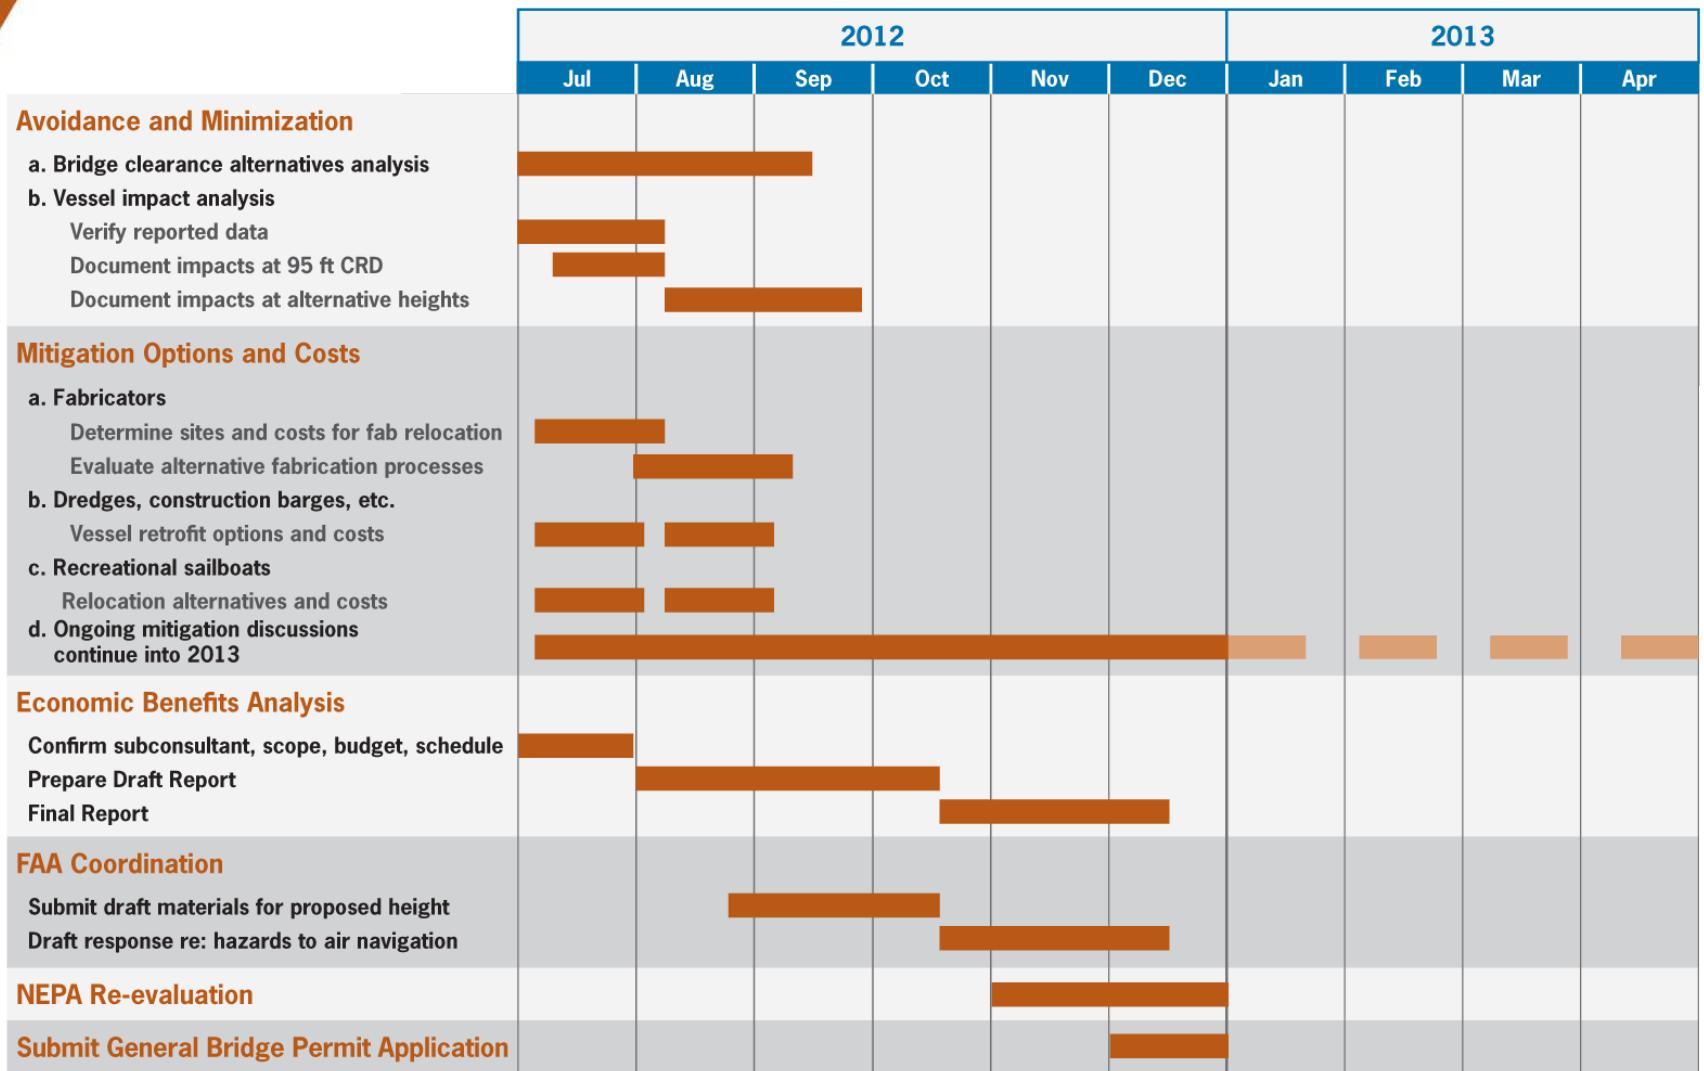 2012
2013
Jul Aug Sep Oct Nov Dec Jan Feb Mar Apr
Avoidance and Minimization
a. Bridge clearance alternatives analysis
b. Vessel impact analysis
Verify reported data
Document impacts at 95 ft CRD
Document impacts at alternative heights
Mitigation Options and Costs
a. Fabricators
Determine sites and costs for fab relocation
Evaluate alternative fabrication processes
b. Dredges, construction barges, etc.
Vessel retrofit options and costs
c. Recreational sailboats
Relocation alternatives and costs
d. Ongoing mitigation discussions
continue into 2013
Economic Benefits Analysis
Confirm subconsultant, scope, budget, schedule
Prepare Draft Report
Final Report
FAA Coordination
Submit draft materials for proposed height
Draft response re: hazards to air navigation
NEPA Re-evaluation
Submit General Bridge Permit Application